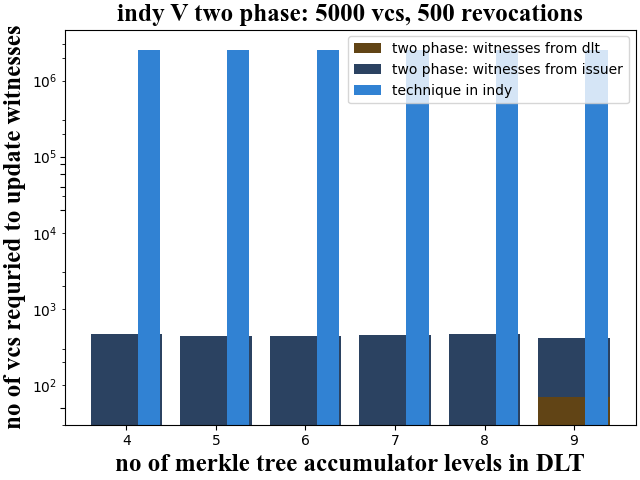 indy V two phase: 5000 vcs, 500 revocations
two phase: witnesses from dlt
two phase: witnesses from issuer
technique in indy
no of vcs requried to update witnesses
10^6
10^5
10^4
10^3
10^2
4 5 6 7 8 9
no of merkle tree accumulator levels in DLT